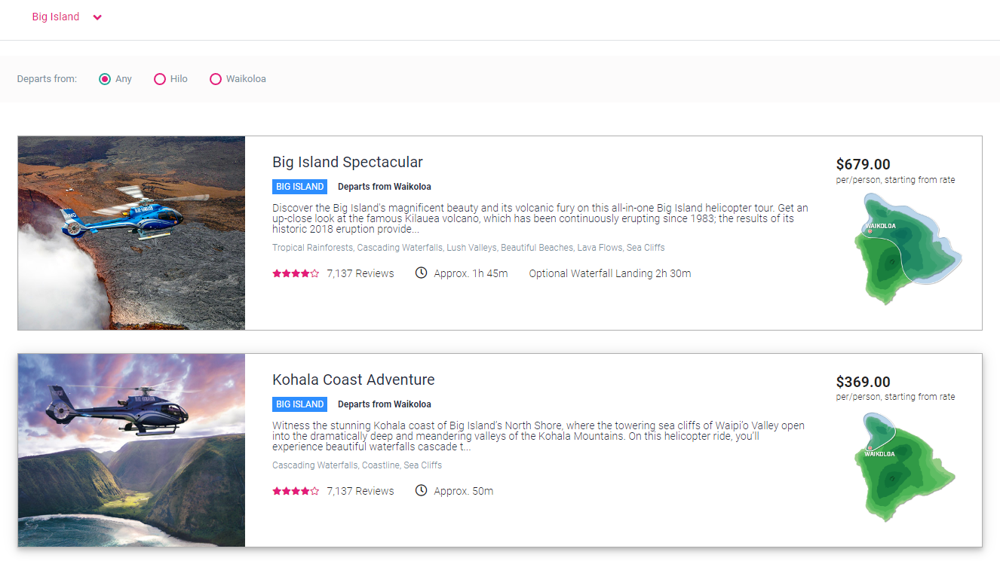 Big Island
Departs from:
Any
Hilo
Waikoloa
Big Island Spectacular
BIG ISLAND
Departs from Waikoloa
Discover the Big Island's magnificent beauty and its volcanic fury on this all-in-one Big Island helicopter tour. Get an
up-close look at the famous Kilauea volcano, which has been continuously erupting since 1983; the results of its
historic 2018 eruption provide...
Tropical Rainforests, Cascading Waterfalls, Lush Valleys, Beautiful Beaches, Lava Flows, Sea Cliffs
7,137 Reviews
Approx. 1h 45m
Optional Waterfall Landing 2h 30m
$679.00
per/person, starting from rate
WAIKOLOA
Kohala Coast Adventure
BIG ISLAND
Departs from Waikoloa
Witness the stunning Kohala coast of Big Island's North Shore, where the towering sea cliffs of Waipi'o Valley open
into the dramatically deep and meandering valleys of the Kohala Mountains. On this helicopter ride, you'll
experience beautiful waterfalls cascade t...
Cascading Waterfalls, Coastline, Sea Cliffs
7,137 Reviews
Approx. 50m
$369.00
per/person, starting from rate
WAIKOLOA